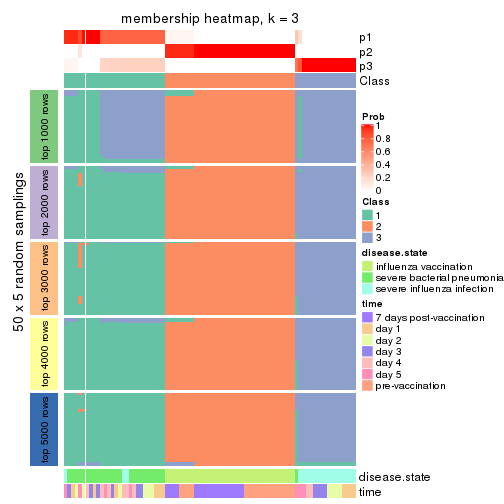 membership heatmap, k = 3
p1
p2
p3
Class
50 x 5 random samplings
top 1000 rows
top 2000 rows
top 3000 rows
top 4000 rows
top 5000 rows
disease.state
time
Prob
1
0.8
0.6
0.4
0.2
0
Class
1
2
3
disease.state
influenza vaccination
severe bacterial pneumonia
severe influenza infection
time
7 days post-vaccination
day 1
day 2
day 3
day 4
day 5
pre-vaccination